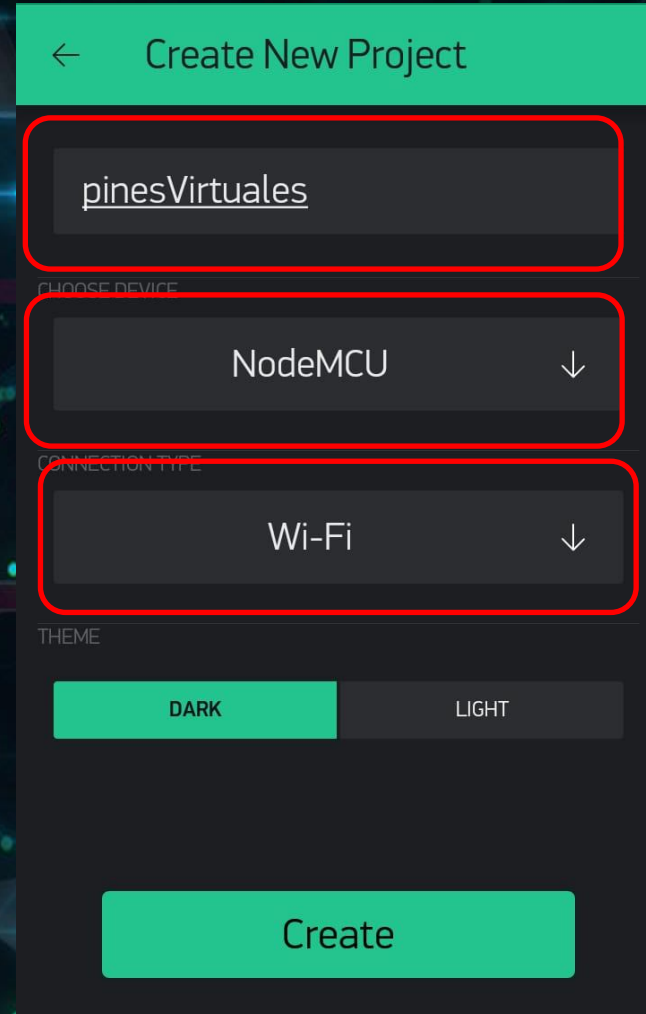 ← Create New Project
pinesVirtuales
CHOOSE DEVICE
NodeMCU ↓
CONNECTION TYPE
Wi-Fi ↓
THEME
DARK LIGHT
Create